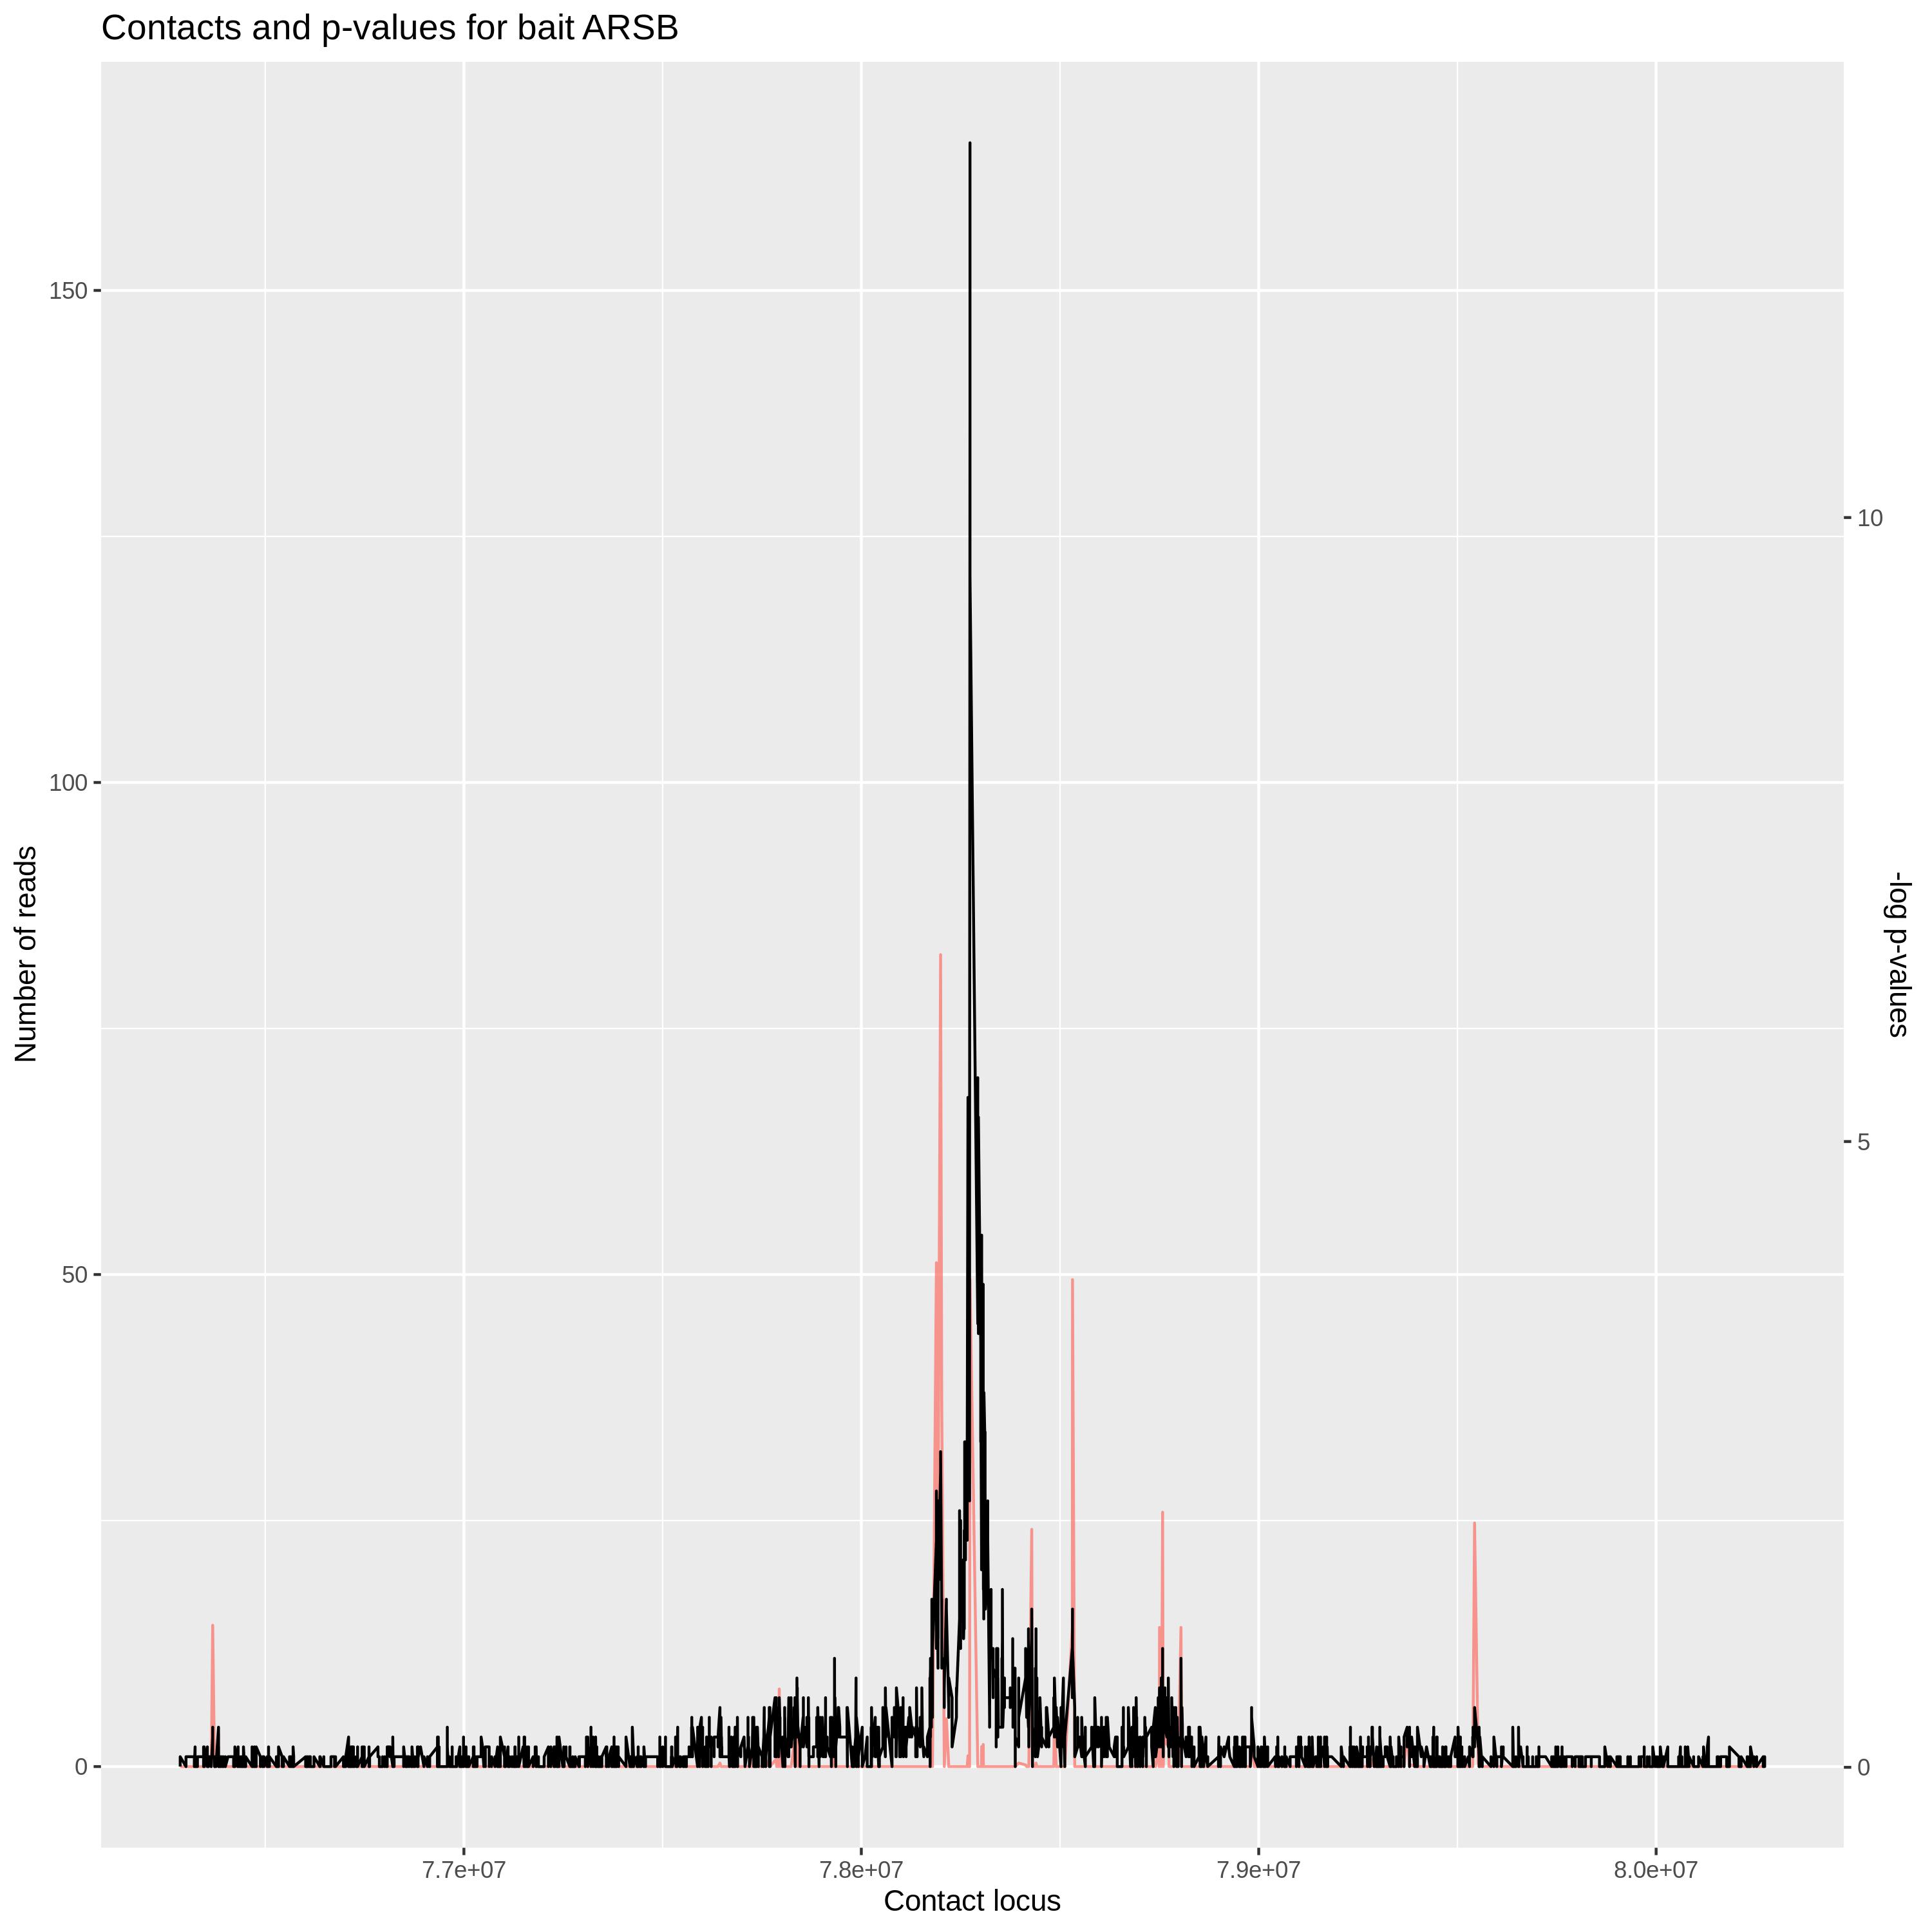 Contacts and p-values for bait ARSB
150
100
50
0
Number of reads
10
5
0
-log p-values
7.7e+07
7.8e+07
7.9e+07
8.0e+07
Contact locus